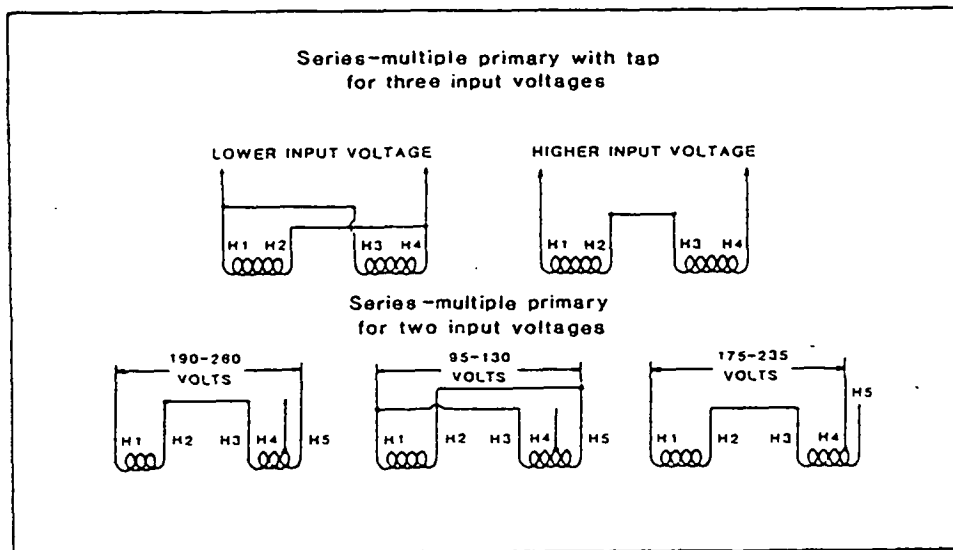 Series-multiple primary with tap
for three input voltages
LOWER INPUT VOLTAGE
HIGHER INPUT VOLTAGE
H1 H2 H3 H4
H1 H2 H3 H4
Series-multiple primary
for two input voltages
190-260
VOLTS
95-130
VOLTS
175-235
VOLTS
H1 H2 H3 H4 H5
H1 H2 H3 H4 H5
H1 H2 H3 H4 H5